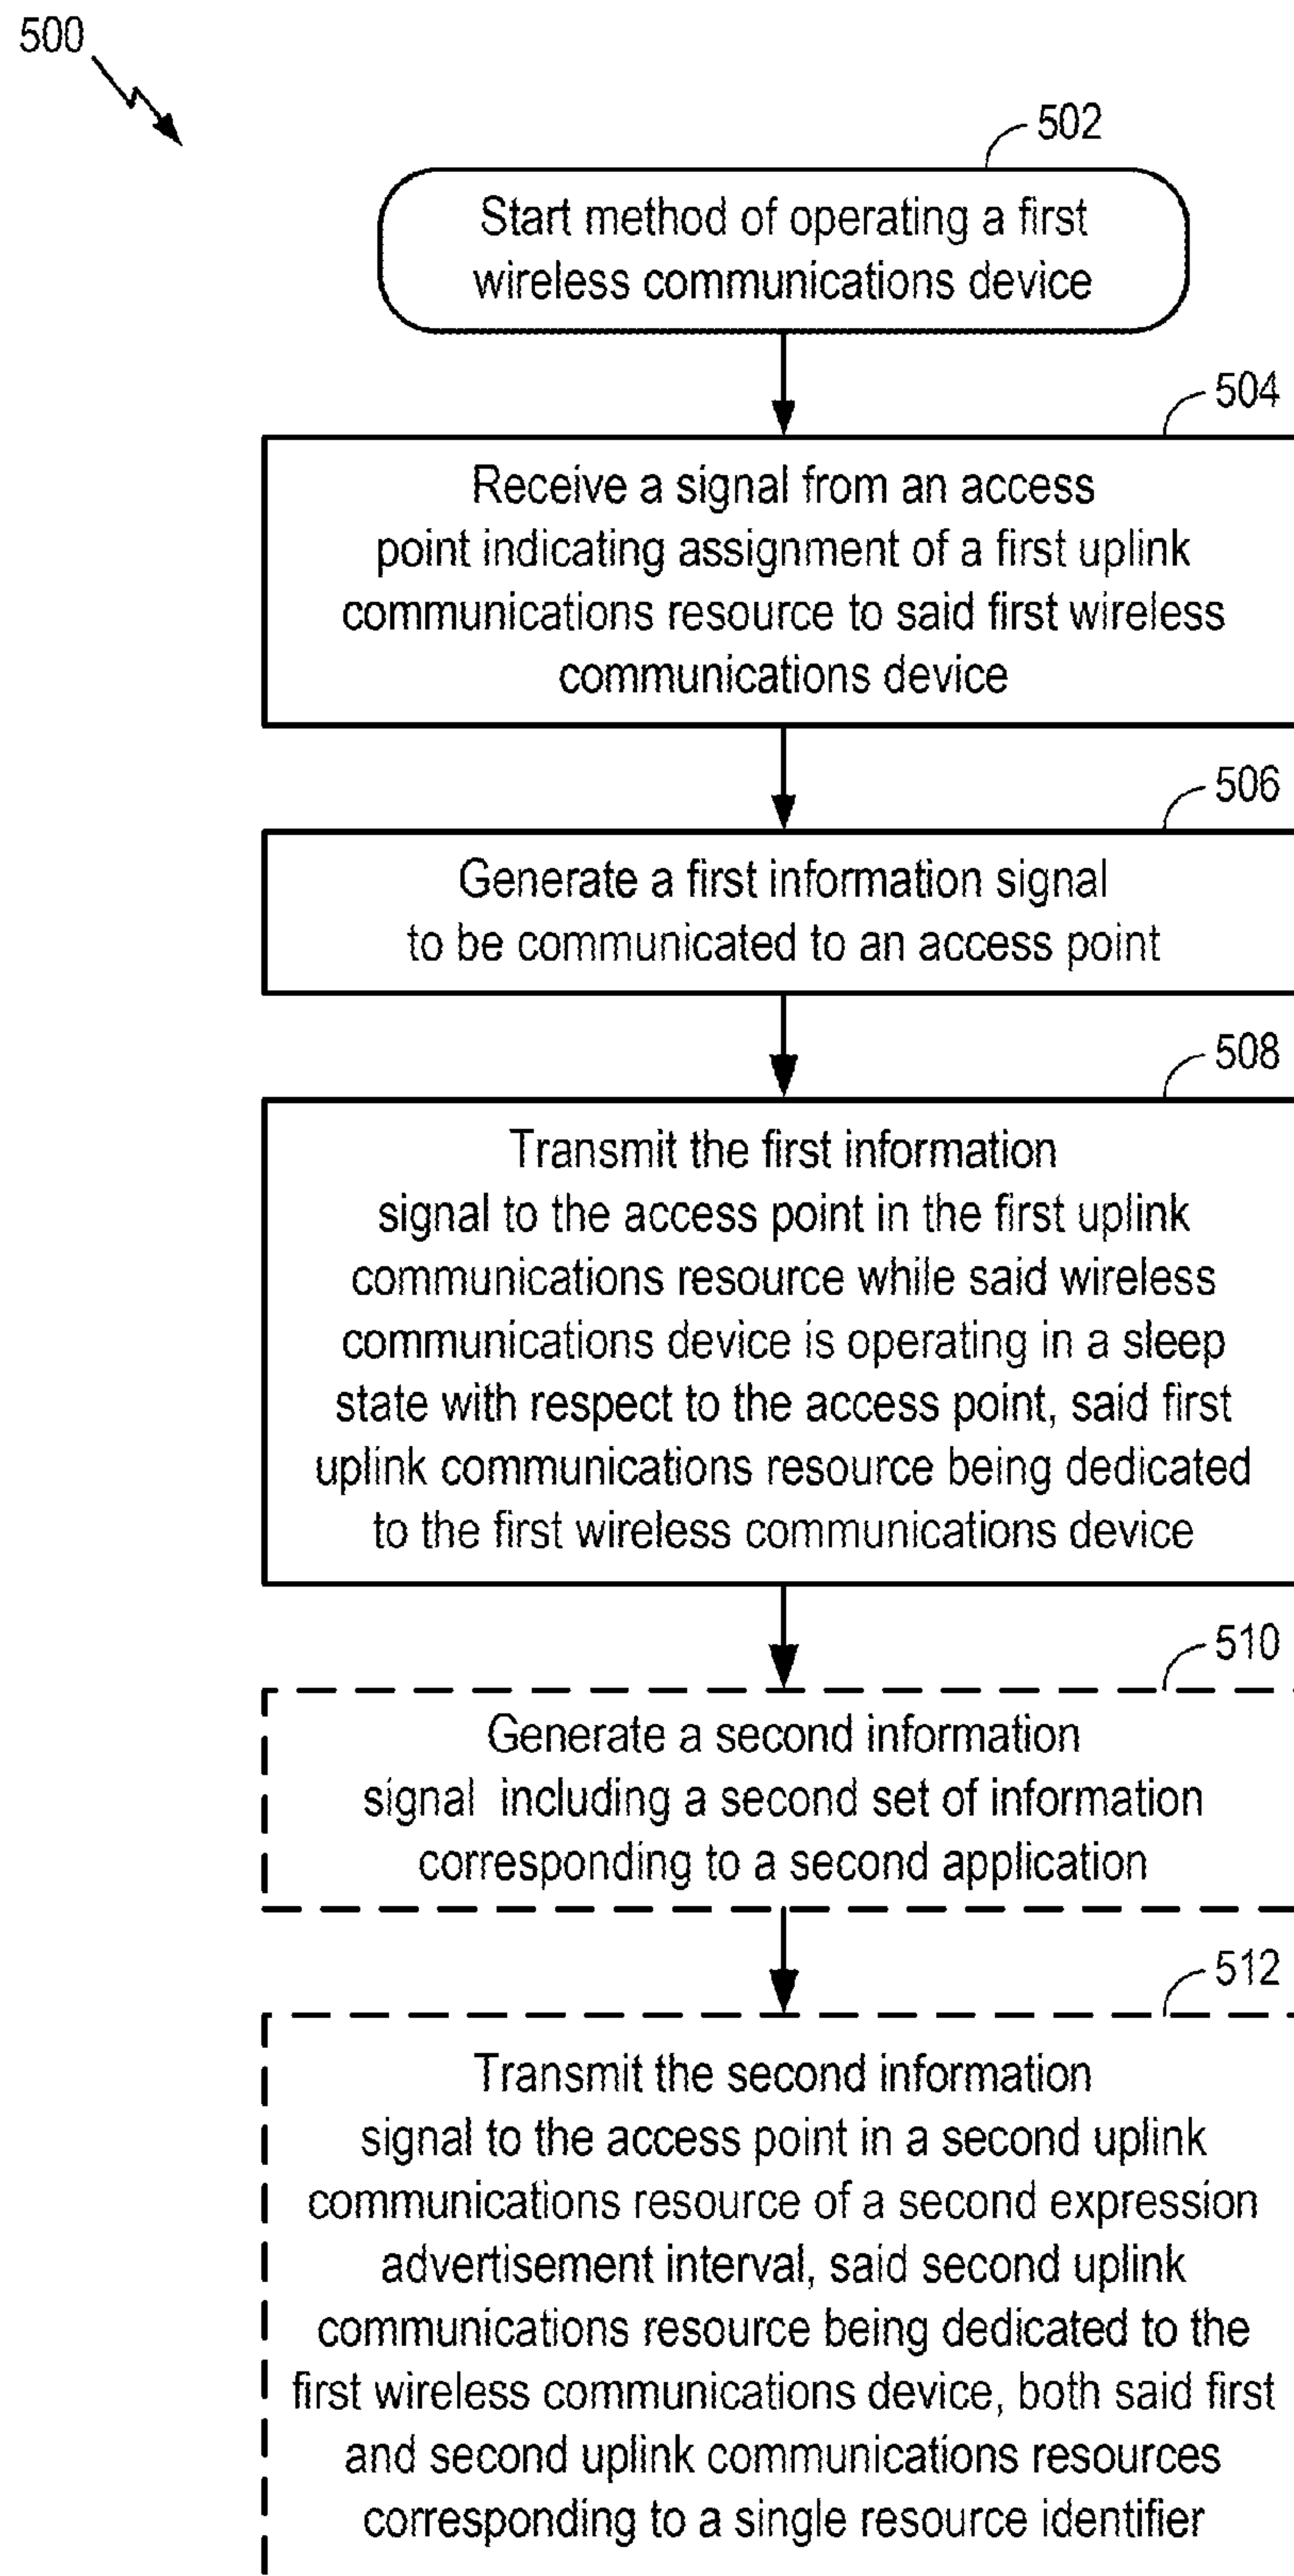 500
502
Start method of operating a first
wireless communications device
504
Receive a signal from an access
point indicating assignment of a first uplink
communications resource to said first wireless
communications device
506
Generate a first information signal
to be communicated to an access point
508
Transmit the first information
signal to the access point in the first uplink
communications resource while said wireless
communications device is operating in a sleep
state with respect to the access point, said first
uplink communications resource being dedicated
to the first wireless communications device
510
Generate a second information
signal including a second set of information
corresponding to a second application
512
Transmit the second information
signal to the access point in a second uplink
communications resource of a second expression
advertisement interval, said second uplink
communications resource being dedicated to the
first wireless communications device, both said first
and second uplink communications resources
corresponding to a single resource identifier